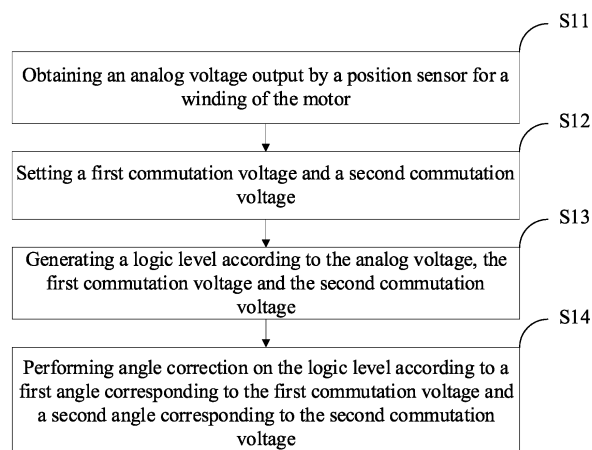 S11
Obtaining an analog voltage output by a position sensor for a
winding of the motor
S12
Setting a first commutation voltage and a second commutation
voltage
S13
Generating a logic level according to the analog voltage, the
first commutation voltage and the second commutation
voltage
S14
Performing angle correction on the logic level according to a
first angle corresponding to the first commutation voltage and
a second angle corresponding to the second commutation
voltage